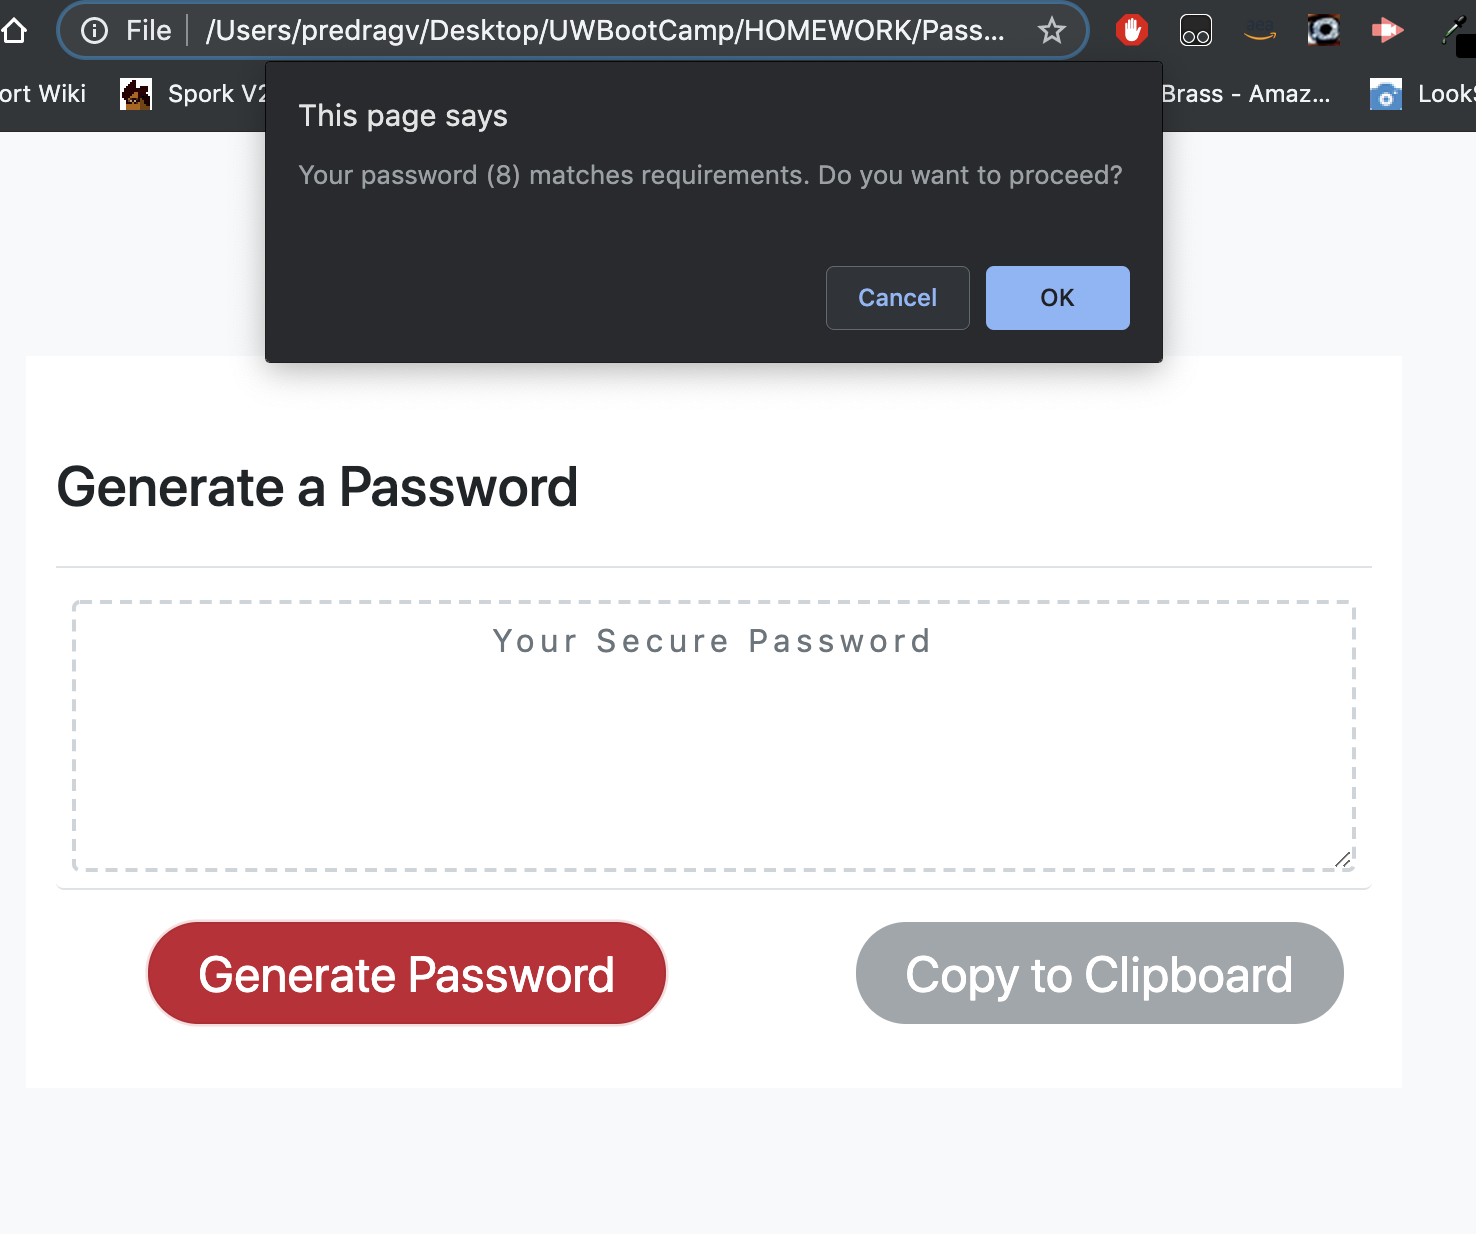 File /Users/predragv/Desktop/UWBootCamp/HOMEWORK/Pass...
ort Wiki Spork V2 Brass - Amaz... Look
This page says
Your password (8) matches requirements. Do you want to proceed?
Cancel OK
Generate a Password
Your Secure Password
Generate Password Copy to Clipboard